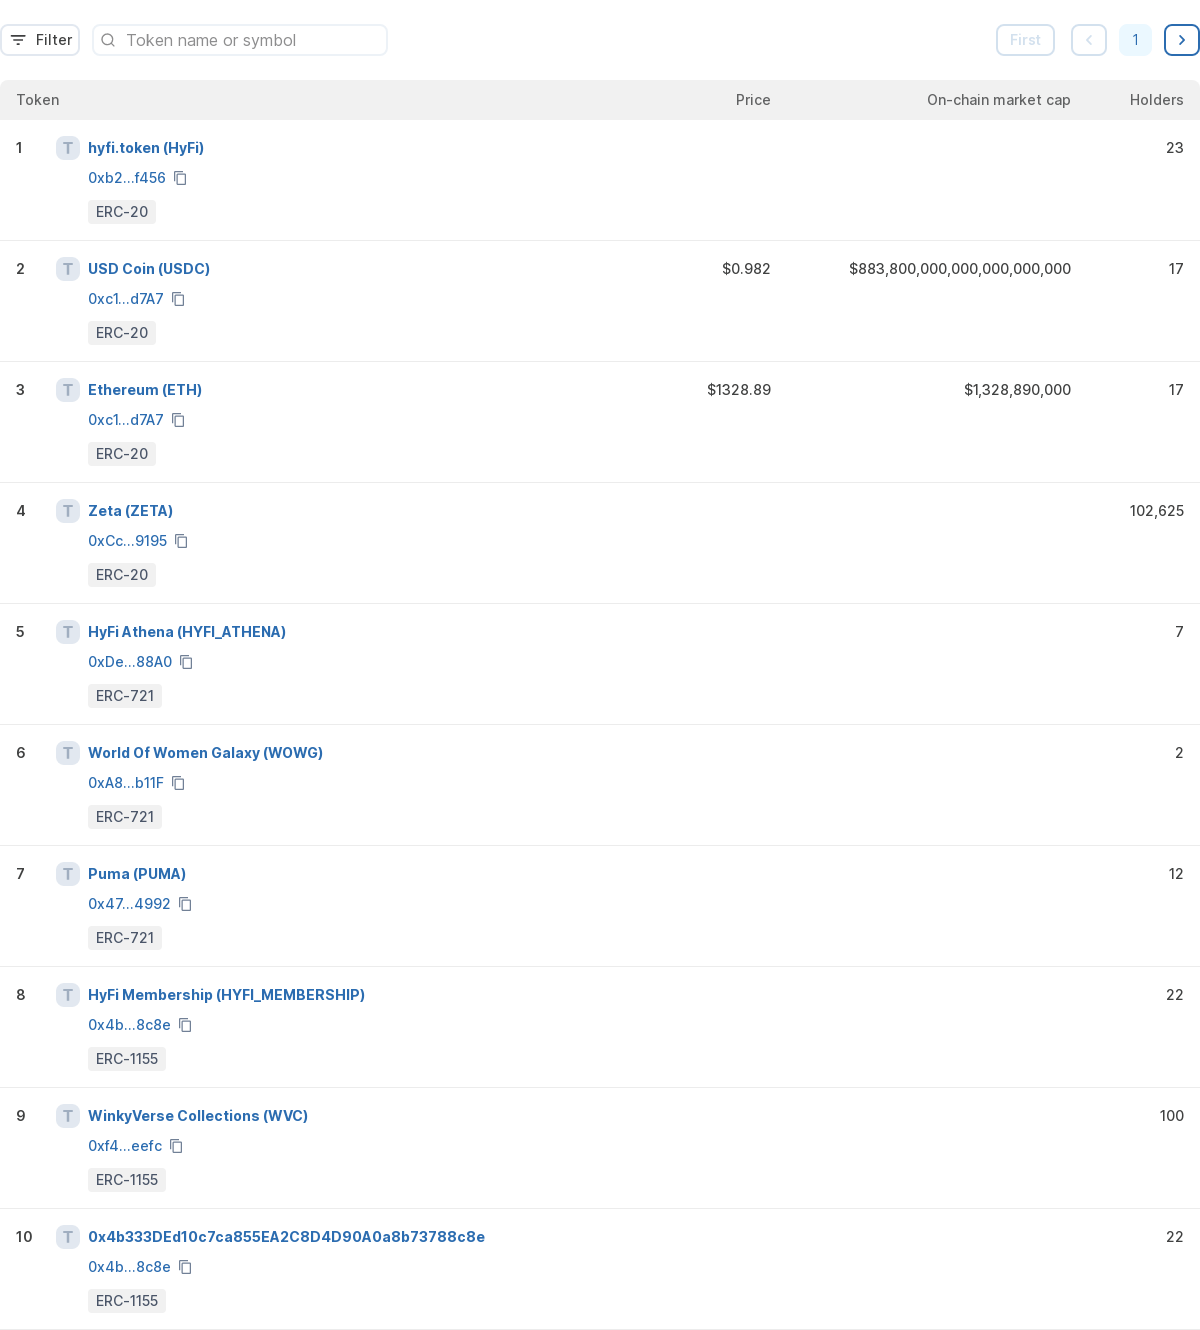 Filter
Token name or symbol
First
1
Token Price On-chain market cap Holders
1 T hyfi.token (HyFi) 23
0xb2...f456
ERC-20
2 T USD Coin (USDC) $0.982 $883,800,000,000,000,000,000 17
0xc1...d7A7
ERC-20
3 T Ethereum (ETH) $1328.89 $1,328,890,000 17
0xc1...d7A7
ERC-20
4 T Zeta (ZETA) 102,625
0xCc...9195
ERC-20
5 T HyFi Athena (HYFI_ATHENA) 7
0xDe...88A0
ERC-721
6 T World Of Women Galaxy (WOWG) 2
0xA8...b11F
ERC-721
7 T Puma (PUMA) 12
0x47...4992
ERC-721
8 T HyFi Membership (HYFI_MEMBERSHIP) 22
0x4b...8c8e
ERC-1155
9 T WinkyVerse Collections (WVC) 100
0xf4...eefc
ERC-1155
10 T 0x4b333DEd10c7ca855EA2C8D4D90A0a8b73788c8e 22
0x4b...8c8e
ERC-1155